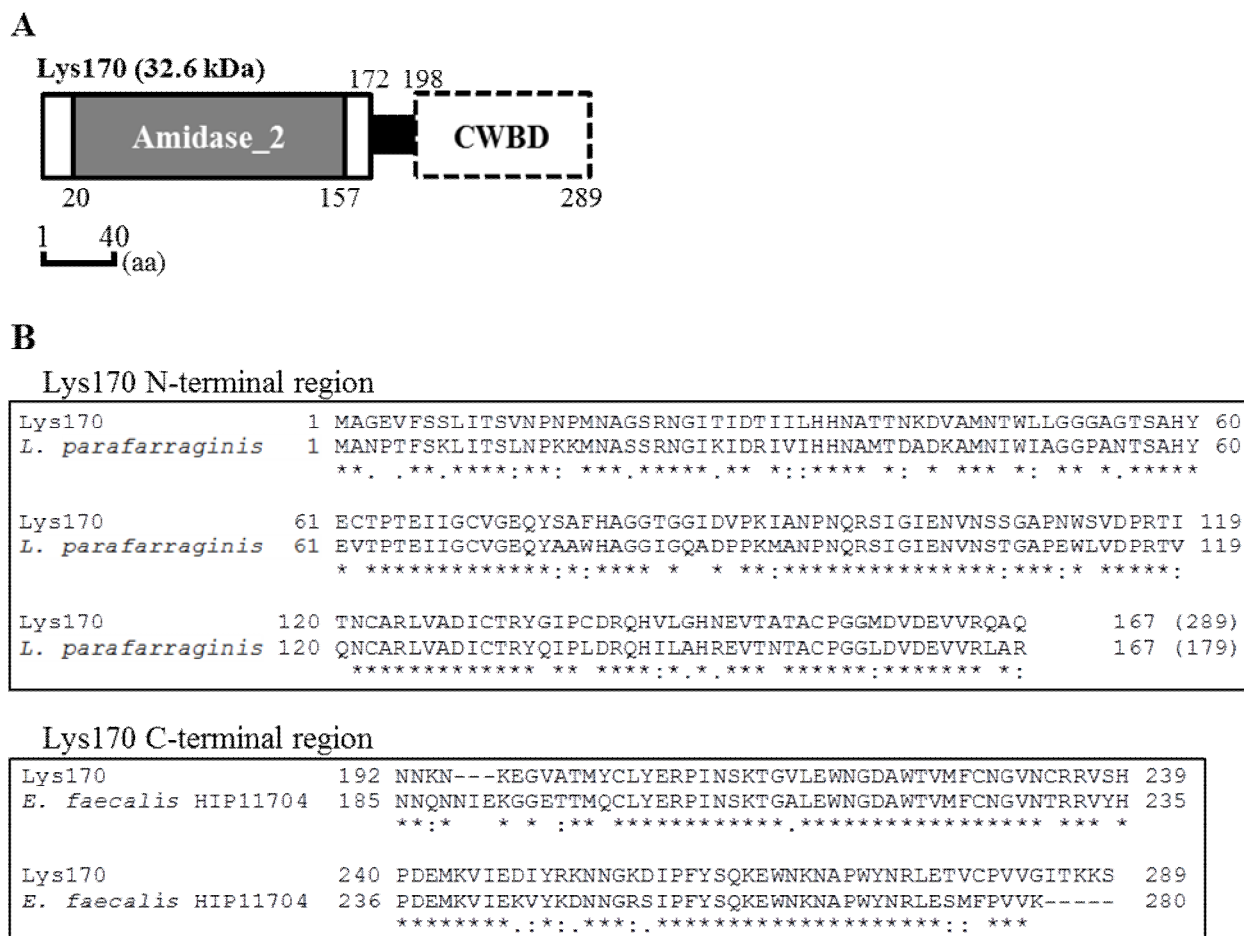 A
Lys170 (32.6 kDa)
172 198
Amidase_2
CWBD
20 157 289
1 40
(aa)
B
Lys170 N-terminal region
Lys170 1 MAGEVFSSLITSVNPNPMNAGSRNGITIDTIILHHNATTNKDVAMNTWLLGGGAGTSAHY 60
L. parafarraginis 1 MANPTFSKLITSLNPKKMNASSRNGIKIDRIVIHHNAMTDADKAMNIWIAGGPANTSAHY 60
**. .**.****:** ***.*****.** *::**** *: * *** *: ** *.*****
Lys170 61 ECTPTEIIGCVGEQYSAFHAGGTGGIDVPKIANPNQRSIGIENVNSSGAPNWSVDPRTI 119
L. parafarraginis 61 EVTPTEIIGCVGEQYAAWHAGGIGQADPPKMANPNQRSIGIENVNSTGAPEWLVDPRTV 119
* *************:*:**** * * **:***************:***:* *****:
Lys170 120 TNCARLVADICTRYGIPCDRQHVLGHNEVTATACPGGMDVDEVVRQAQ 167 (289)
L. parafarraginis 120 QNCARLVADICTRYQIPLDRQHILAHREVTNTACPGGLDVDEVVRLAR 167 (179)
************* ** ****:*.*.*** ******:******* *:
Lys170 C-terminal region
Lys170 192 NNKN---KEGVATMYCLYERPINSKTGVLEWNGDAWTVMFCNGVNCRRVSH 239
E. faecalis HIP11704 185 NNQNNIEKGGETTMQCLYERPINSKTGALEWNGDAWTVMFCNGVNTRRVYH 235
**:* * * :** ************.***************** *** *
Lys170 240 PDEMKVIEDIYRKNNGKDIPFYSQKEWNKNAPWYNRLETVCPVVGITKKS 289
E. faecalis HIP11704 236 PDEMKVIEKVYKDNNGRSIPFYSQKEWNKNAPWYNRLESMFPVVK----- 280
********.:*:.***:.********************:: ***